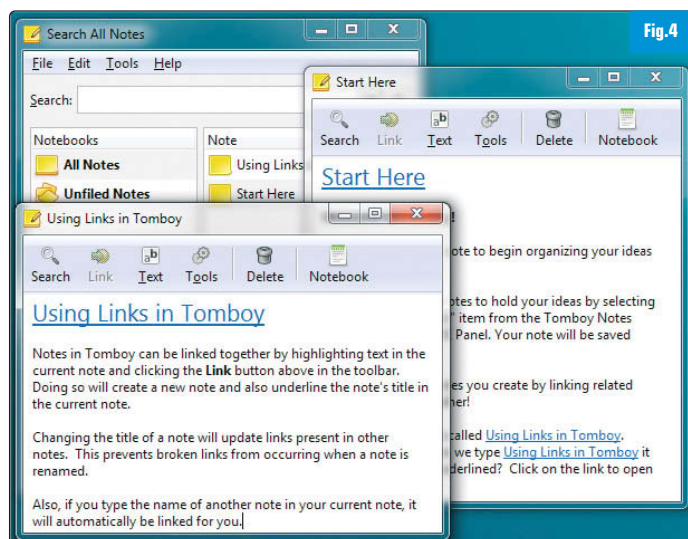 Fig.4
Search All Notes
File Edit Tools Help
Search:
Notebooks
Note
All Notes
Using Links
Unfiled Notes
Start Here
Start Here
Search Link Text Tools Delete Notebook
Start Here
!
ote to begin organizing your ideas
otes to hold your ideas by selecting
" item from the Tomboy Notes
Panel. Your note will be saved
es you create by linking related
her!
called Using Links in Tomboy.
we type Using Links in Tomboy it
derlined? Click on the link to open
Using Links in Tomboy
Search Link Text Tools Delete Notebook
Using Links in Tomboy
Notes in Tomboy can be linked together by highlighting text in the
current note and clicking the Link button above in the toolbar.
Doing so will create a new note and also underline the note's title in
the current note.
Changing the title of a note will update links present in other
notes. This prevents broken links from occurring when a note is
renamed.
Also, if you type the name of another note in your current note, it
will automatically be linked for you.